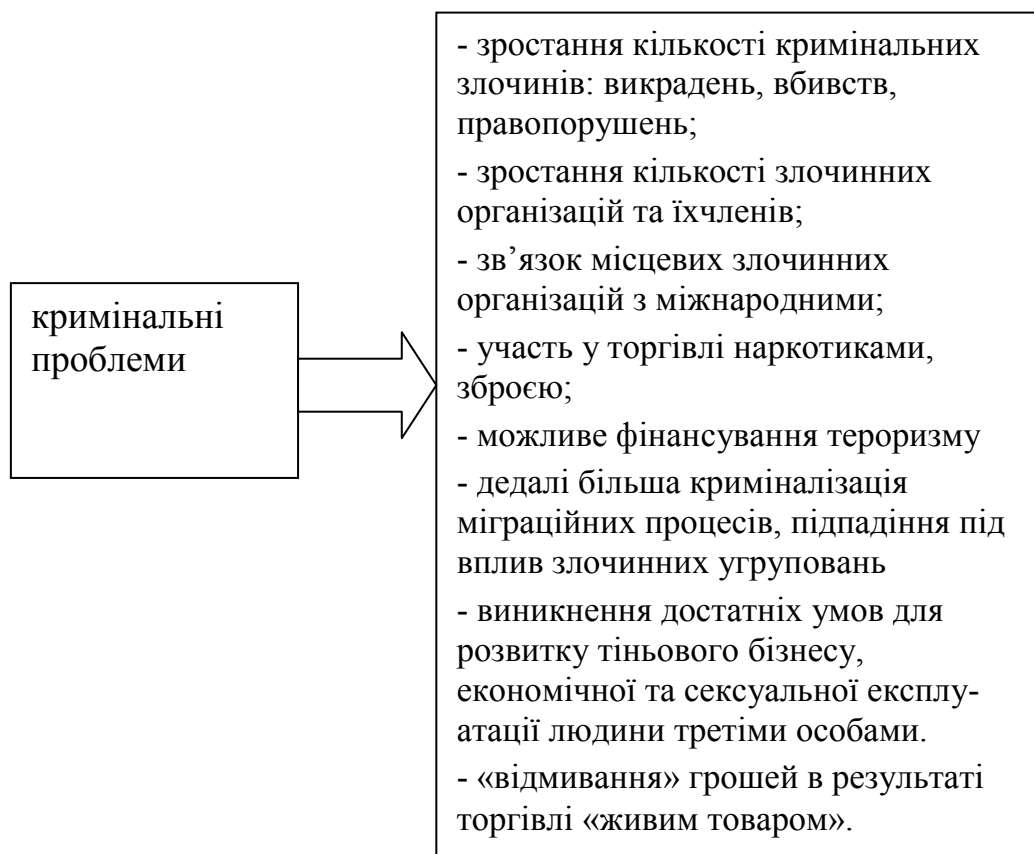 кримінальні
проблеми
- зростання кількості кримінальних
злочинів: викрадень, вбивств,
правопорушень;
- зростання кількості злочинних
організацій та їхчленів;
- зв’язок місцевих злочинних
організацій з міжнародними;
- участь у торгівлі наркотиками,
зброєю;
- можливе фінансування тероризму
- дедалі більша криміналізація
міграційних процесів, підпадіння під
вплив злочинних угруповань
- виникнення достатніх умов для
розвитку тіньового бізнесу,
економічної та сексуальної експлу-
атації людини третіми особами.
- «відмивання» грошей в результаті
торгівлі «живим товаром».